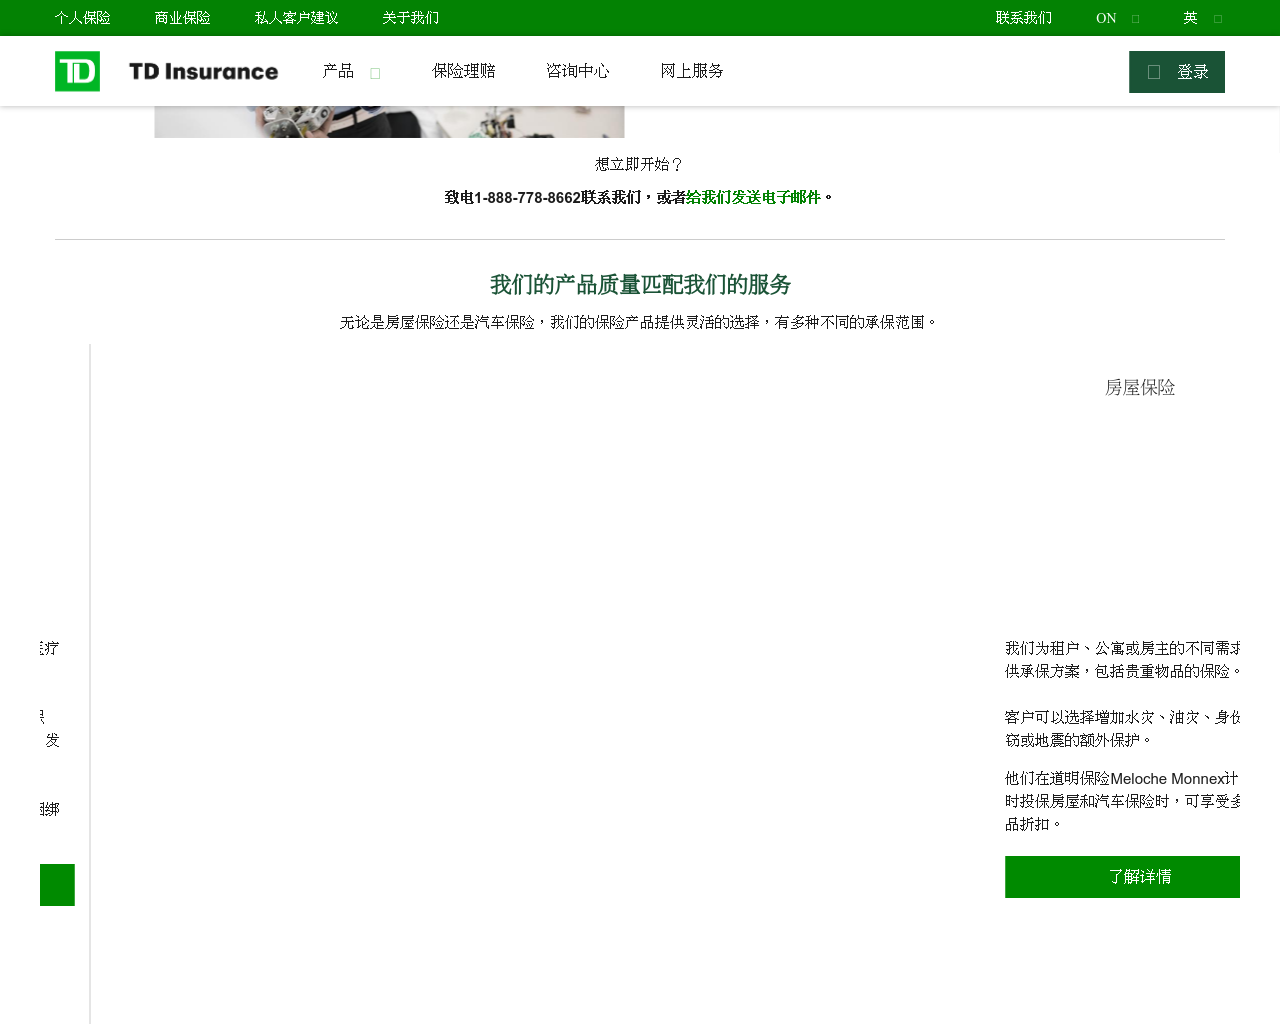 个人保险 商业保险 私人客户建议 关于我们 联系我们 ON 英
TD TD Insurance 产品 保险理赔 咨询中心 网上服务 登录
想立即开始？
致电1-888-778-8662联系我们，或者给我们发送电子邮件。
我们的产品质量匹配我们的服务
无论是房屋保险还是汽车保险，我们的保险产品提供灵活的选择，有多种不同的承保范围。
房屋保险
疗
发
绑
我们为租户、公寓或房主的不同需求
供承保方案，包括贵重物品的保险。
客户可以选择增加水灾、油灾、身份
窃或地震的额外保护。
他们在道明保险Meloche Monnex计
时投保房屋和汽车保险时，可享受多
品折扣。
了解详情